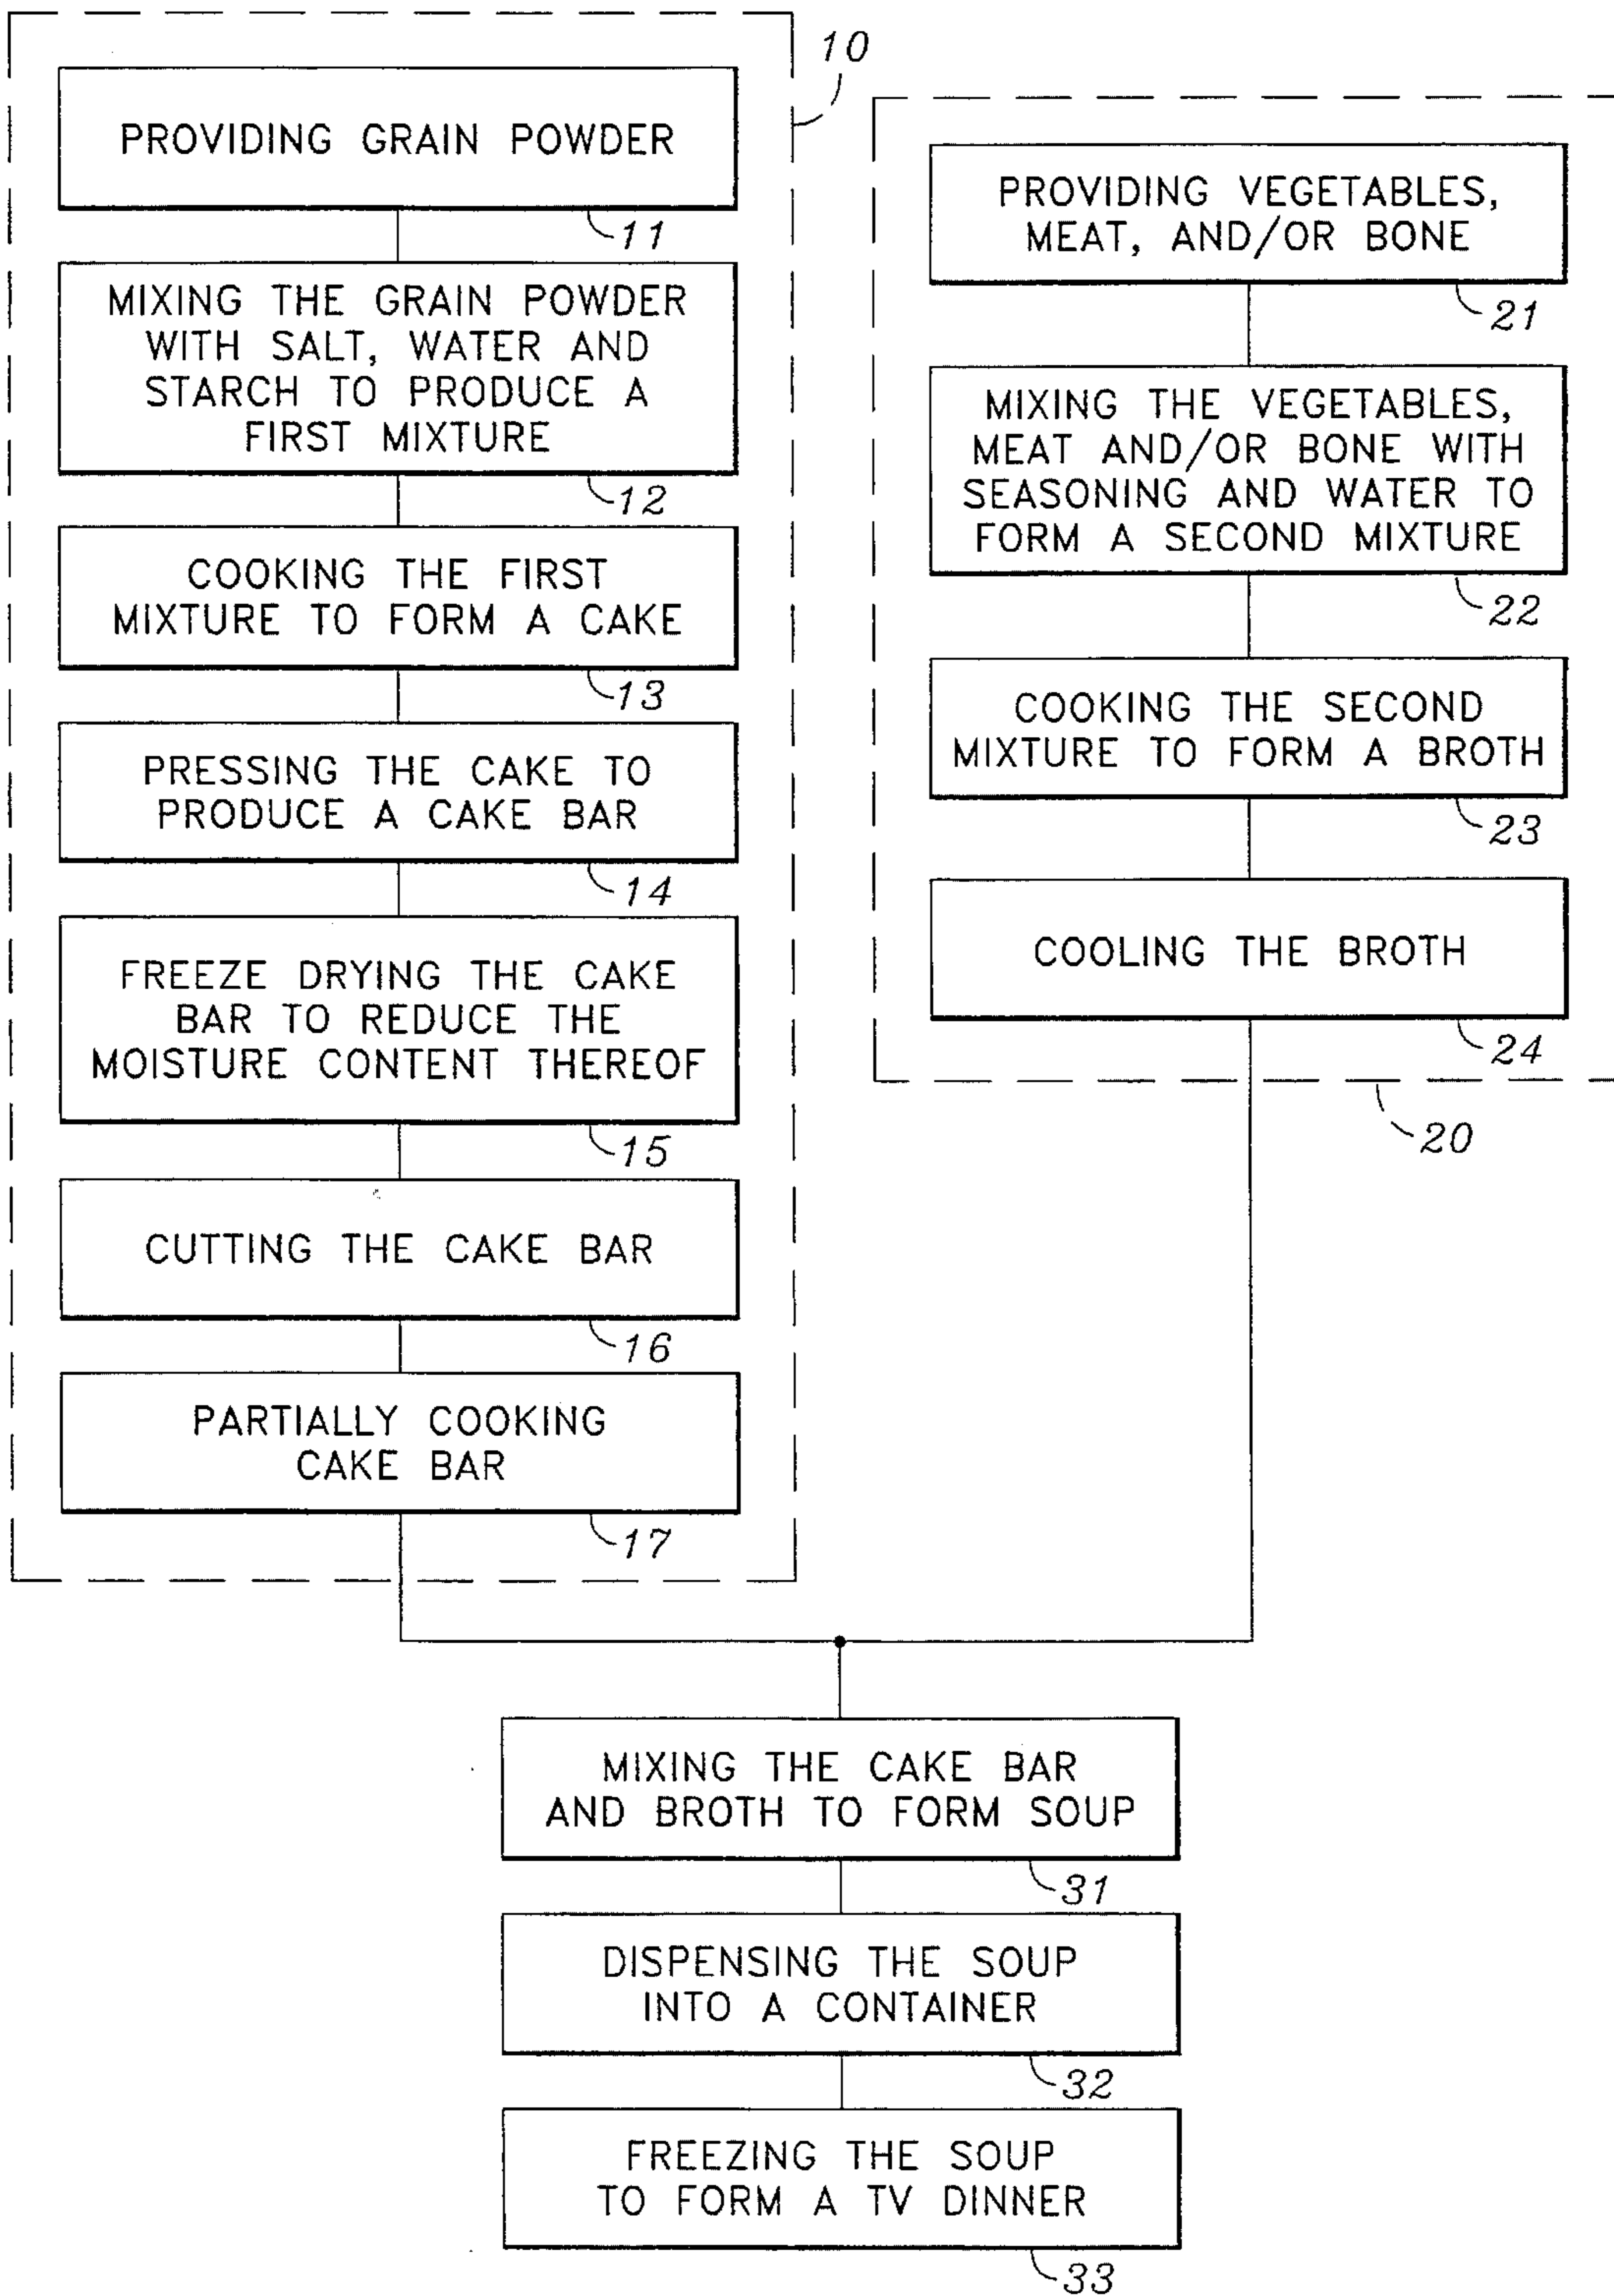 10
PROVIDING GRAIN POWDER
11
MIXING THE GRAIN POWDER
WITH SALT, WATER AND
STARCH TO PRODUCE A
FIRST MIXTURE
12
COOKING THE FIRST
MIXTURE TO FORM A CAKE
13
PRESSING THE CAKE TO
PRODUCE A CAKE BAR
14
FREEZE DRYING THE CAKE
BAR TO REDUCE THE
MOISTURE CONTENT THEREOF
15
CUTTING THE CAKE BAR
16
PARTIALLY COOKING
CAKE BAR
17
PROVIDING VEGETABLES,
MEAT, AND/OR BONE
21
MIXING THE VEGETABLES,
MEAT AND/OR BONE WITH
SEASONING AND WATER TO
FORM A SECOND MIXTURE
22
COOKING THE SECOND
MIXTURE TO FORM A BROTH
23
COOLING THE BROTH
24
20
MIXING THE CAKE BAR
AND BROTH TO FORM SOUP
31
DISPENSING THE SOUP
INTO A CONTAINER
32
FREEZING THE SOUP
TO FORM A TV DINNER
33